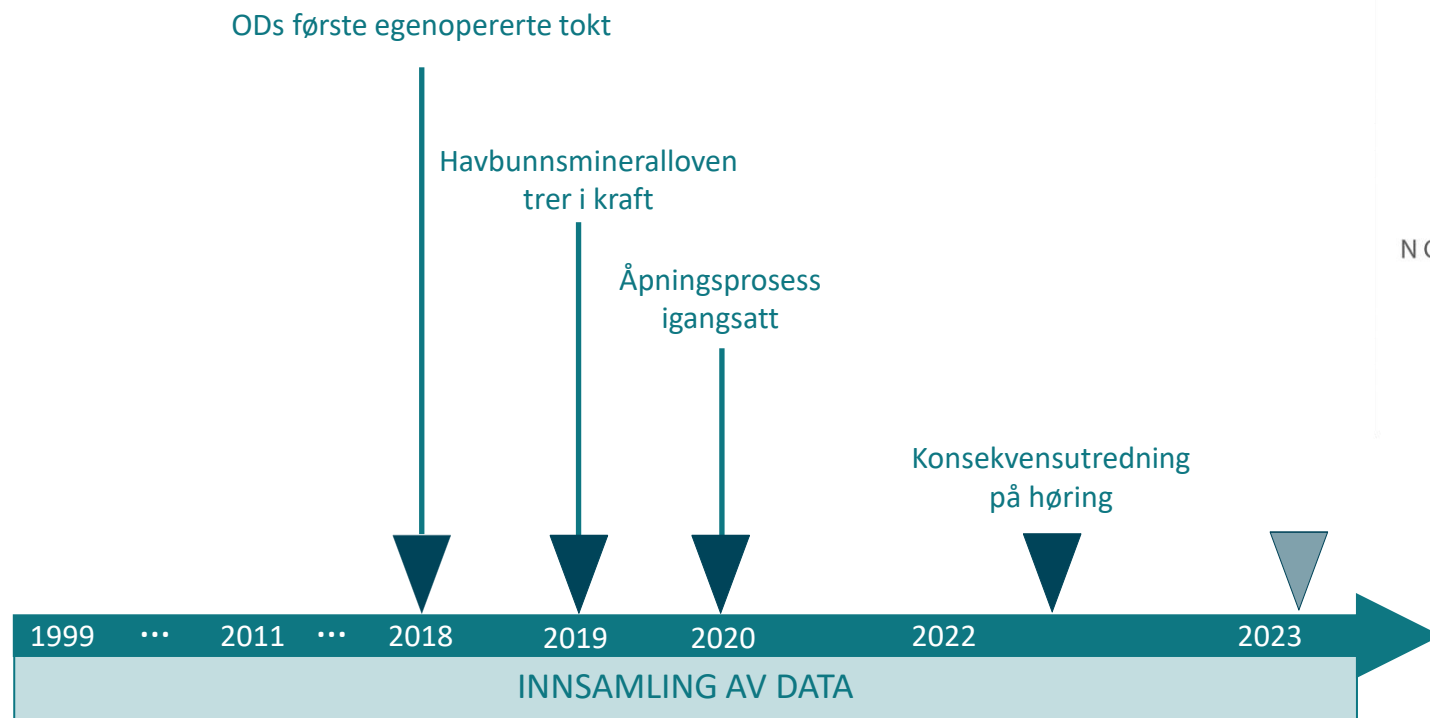 ODs første egenopererte tokt
Havbunnsmineralloven
trer i kraft
Åpningsprosess
igangsatt
Konsekvensutredning
på høring
1999 ... 2011 ... 2018 2019 2020 2022 2023
INNSAMLING AV DATA